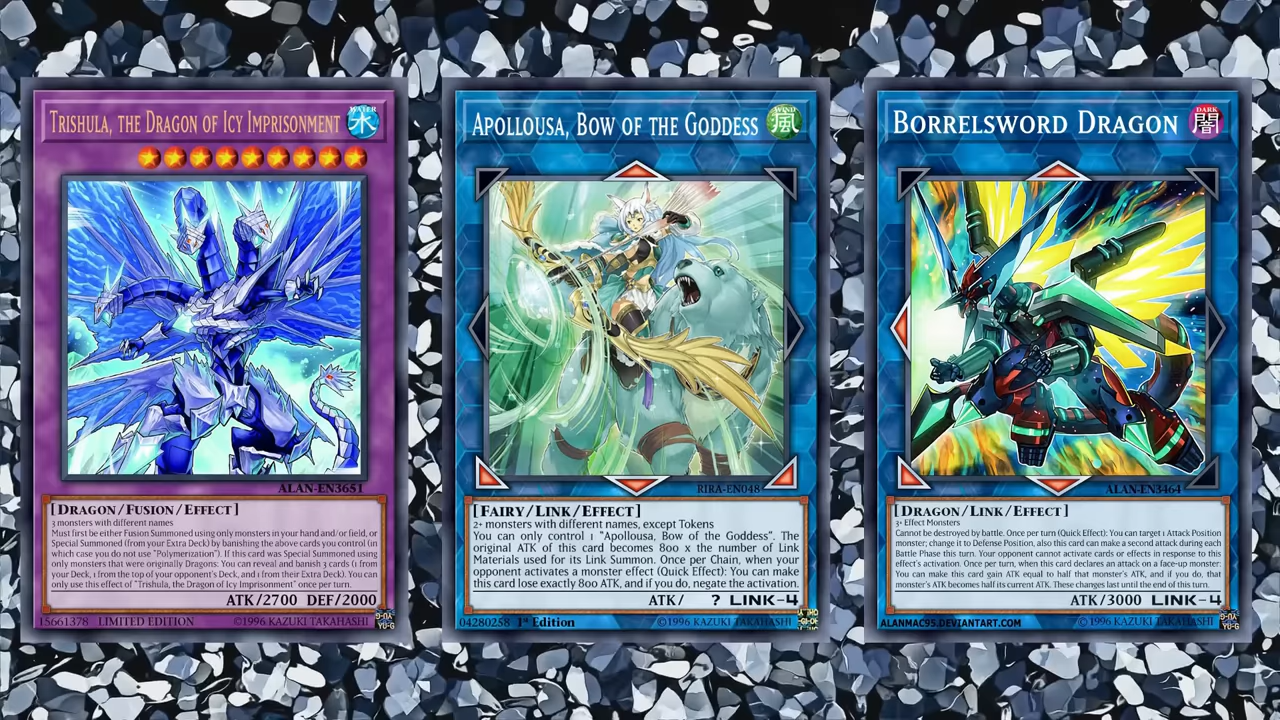 Trishula, the Dragon of Icy Imprisonment
WATER
水
ALAN-EN3651
[Dragon/Fusion/Effect]
3 monsters with different names
Must first be either Fusion Summoned using only monsters in your hand and/or field, or
Special Summoned (from your Extra Deck) by banishing the above cards you control (in
which case you do not use "Polymerization"). If this card was Special Summoned using
only monsters that were originally Dragons: You can reveal and banish 3 cards (1 from
your Deck, 1 from the top of your opponent's Deck, and 1 from their Extra Deck). You can
only use this effect of "Trishula, the Dragon of Icy Imprisonment" once per turn.
ATK/2700 DEF/2000
15661378 LIMITED EDITION ©1996 KAZUKI TAKAHASHI
Apollousa, Bow of the Goddess
WIND
風
RIRA-EN048
[Fairy/Link/Effect]
2+ monsters with different names, except Tokens
You can only control 1 "Apollousa, Bow of the Goddess". The
original ATK of this card becomes 800 x the number of Link
Materials used for its Link Summon. Once per Chain, when your
opponent activates a monster effect (Quick Effect): You can make
this card lose exactly 800 ATK, and if you do, negate the activation.
ATK/ ? LINK-4
04280258 1st Edition ©1996 KAZUKI TAKAHASHI
Borrelsword Dragon
DARK
闇
ALAN-EN3464
[Dragon/Link/Effect]
3+ Effect Monsters
Cannot be destroyed by battle. Once per turn (Quick Effect): You can target 1 Attack Position
monster; change it to Defense Position, also this card can make a second attack during each
Battle Phase this turn. Your opponent cannot activate cards or effects in response to this
effect's activation. Once per turn, when this card declares an attack on a face-up monster:
You can make this card gain ATK equal to half that monster's ATK, and if you do, that
monster's ATK becomes half its current ATK. These changes last until the end of this turn.
ATK/3000 LINK-4
ALANMAC95.DEVIANTART.COM ©1996 KAZUKI TAKAHASHI